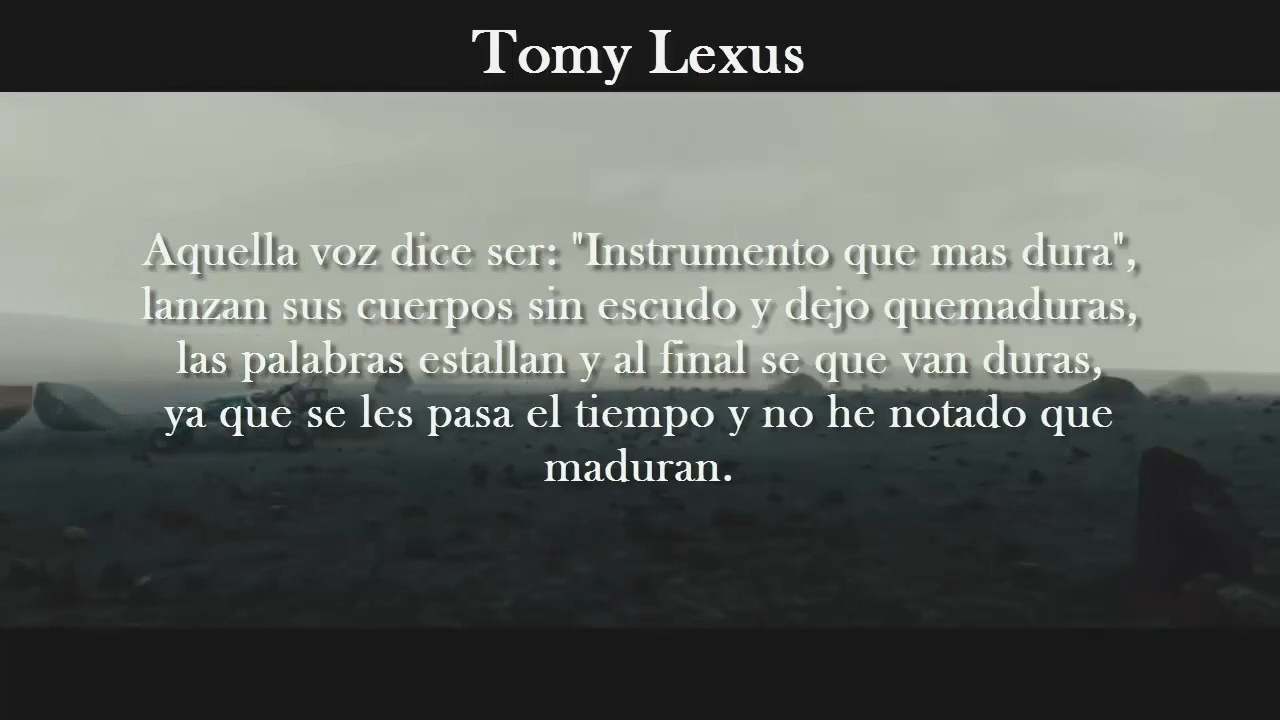 Tomy Lexus
Aquella voz dice ser: "Instrumento que mas dura",
lanzan sus cuerpos sin escudo y dejo quemaduras,
las palabras estallan y al final se que van duras,
ya que se les pasa el tiempo y no he notado que
maduran.